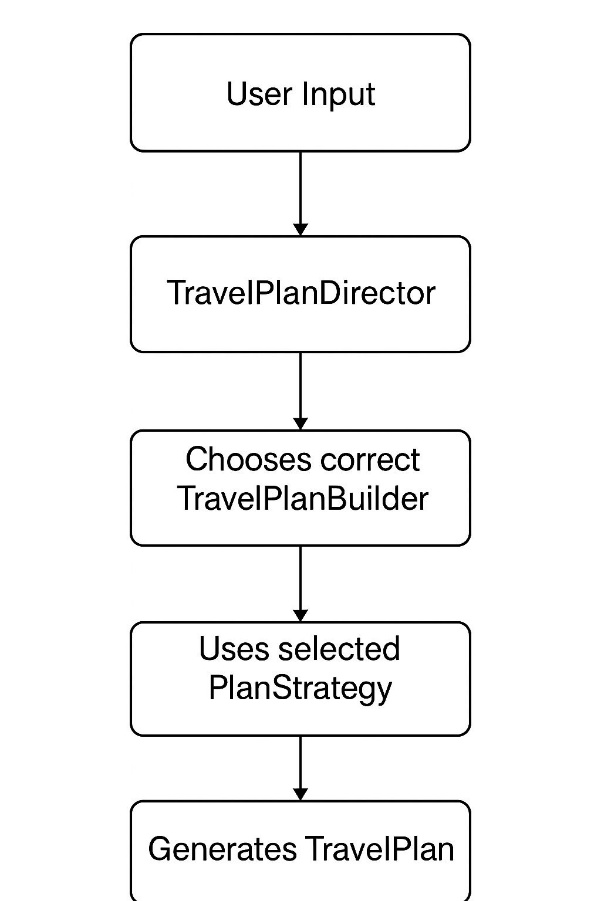 User Input
TravelPlanDirector
Chooses correct
TravelPlanBuilder
Uses selected
PlanStrategy
Generates TravelPlan